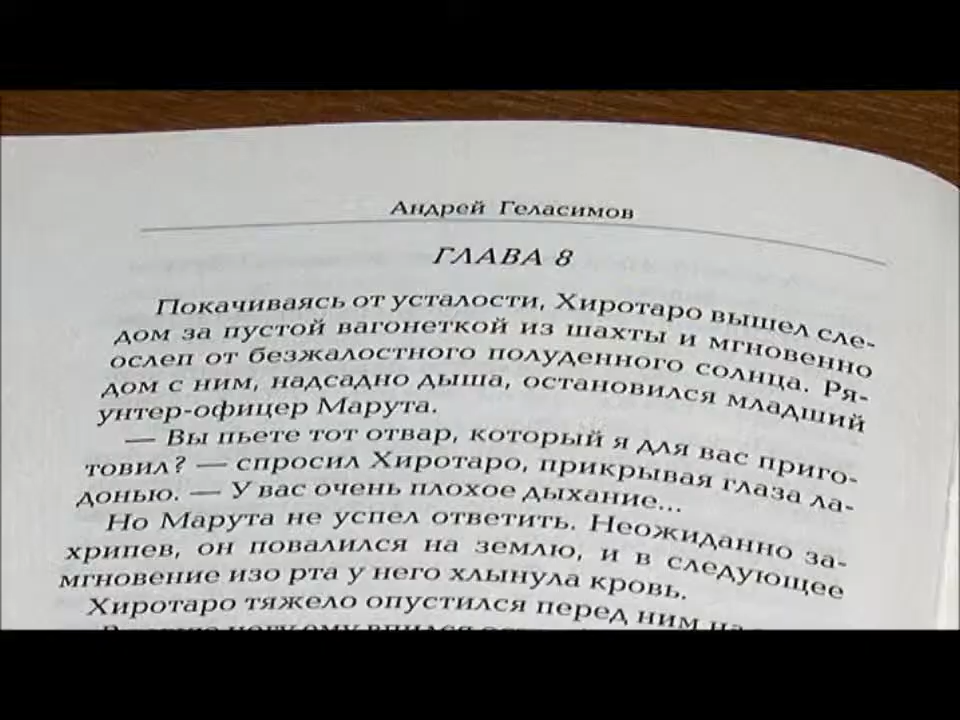 Андрей Геласимов
ГЛАВА 8
Покачиваясь от усталости, Хиротаро вышел сле-
дом за пустой вагонеткой из шахты и мгновенно
ослеп от безжалостного полуденного солнца. Ря-
дом с ним, надсадно дыша, остановился младший
унтер-офицер Марута.
— Вы пьете тот отвар, который я для вас приго-
товил? — спросил Хиротаро, прикрывая глаза ла-
донью. — У вас очень плохое дыхание...
Но Марута не успел ответить. Неожиданно за-
хрипев, он повалился на землю, и в следующее
мгновение изо рта у него хлынула кровь.
Хиротаро тяжело опустился перед ним